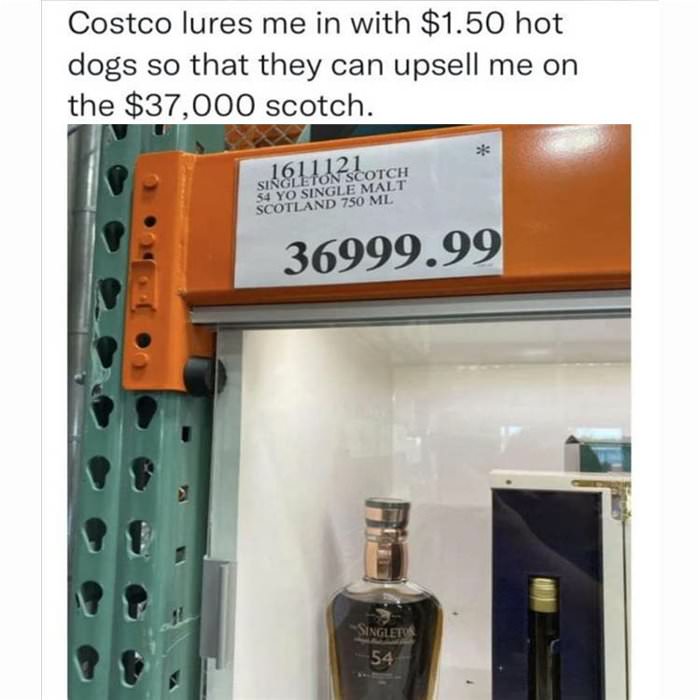 Costco lures me in with $1.50 hot
dogs so that they can upsell me on
the $37,000 scotch.
1611121
*
SINGLETON SCOTCH
54 YO SINGLE MALT
SCOTLAND 750 ML
36999.99
SINGLETON
54